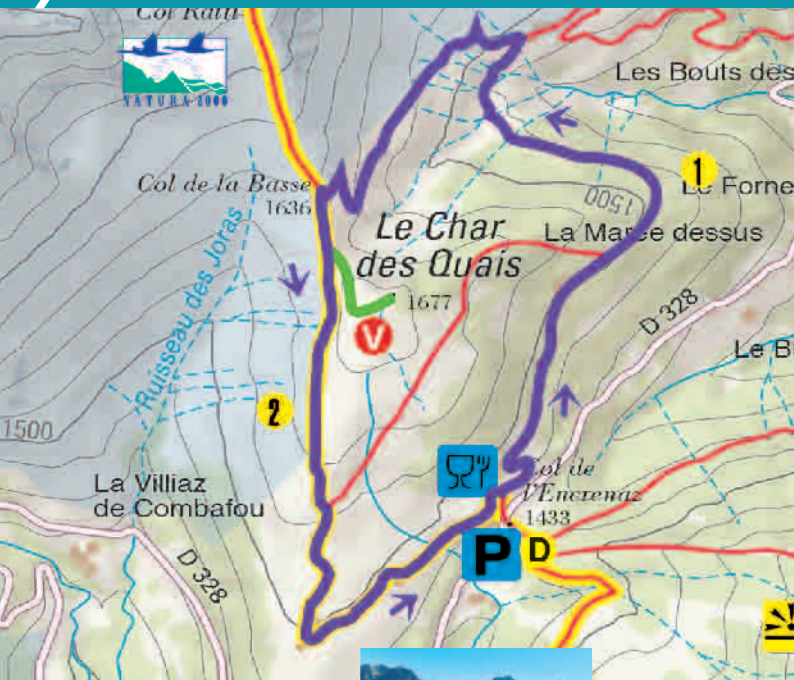 Col Ratti
NATURA 2000
Les Bouts des
1
Le Forne
Col de la Basse
1636
1500
Le Char
des Quais
La Marée dessus
1677
Ruisseau des Joras
V
D 328
Le B
2
1500
La Villiaz
de Combafou
Col de
l'Encrenaz
1433
P
D
D 328